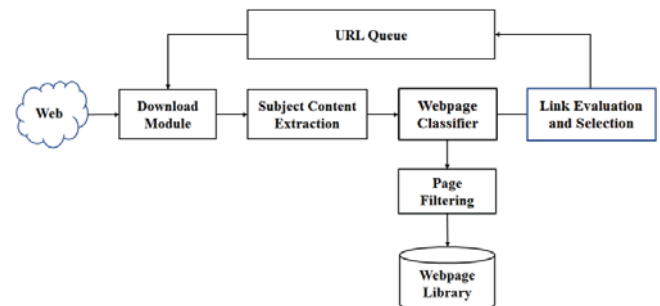 URL Queue
Web
Download
Module
Subject Content
Extraction
Webpage
Classifier
Link Evaluation
and Selection
Page
Filtering
Webpage
Library